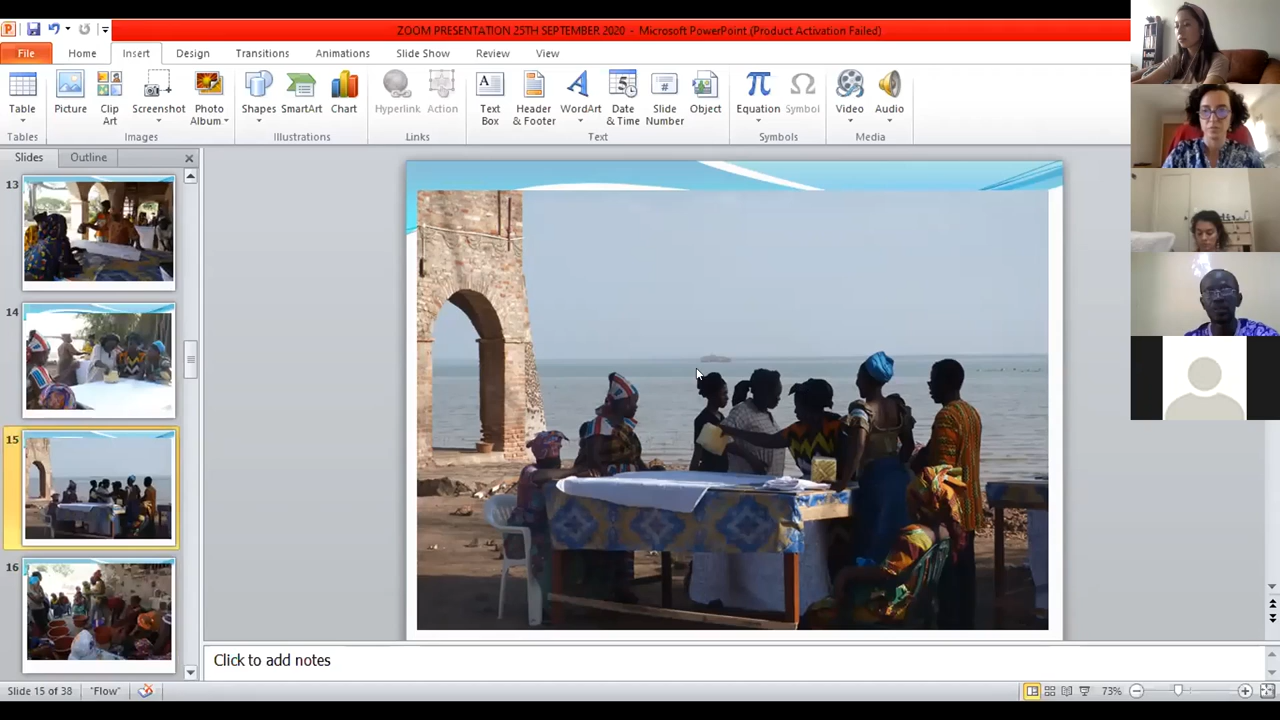 ZOOM PRESENTATION 25TH SEPTEMBER 2020 - Microsoft PowerPoint (Product Activation Failed)
File Home Insert Design Transitions Animations Slide Show Review View
Table Picture Clip Art Screenshot Photo Album Shapes SmartArt Chart Hyperlink Action Text Box Header & Footer WordArt Date & Time Slide Number Object Equation Symbol Video Audio
Tables Images Illustrations Links Text Symbols Media
Slides Outline
13
14
15
16
Click to add notes
Slide 15 of 38 "Flow" 73%